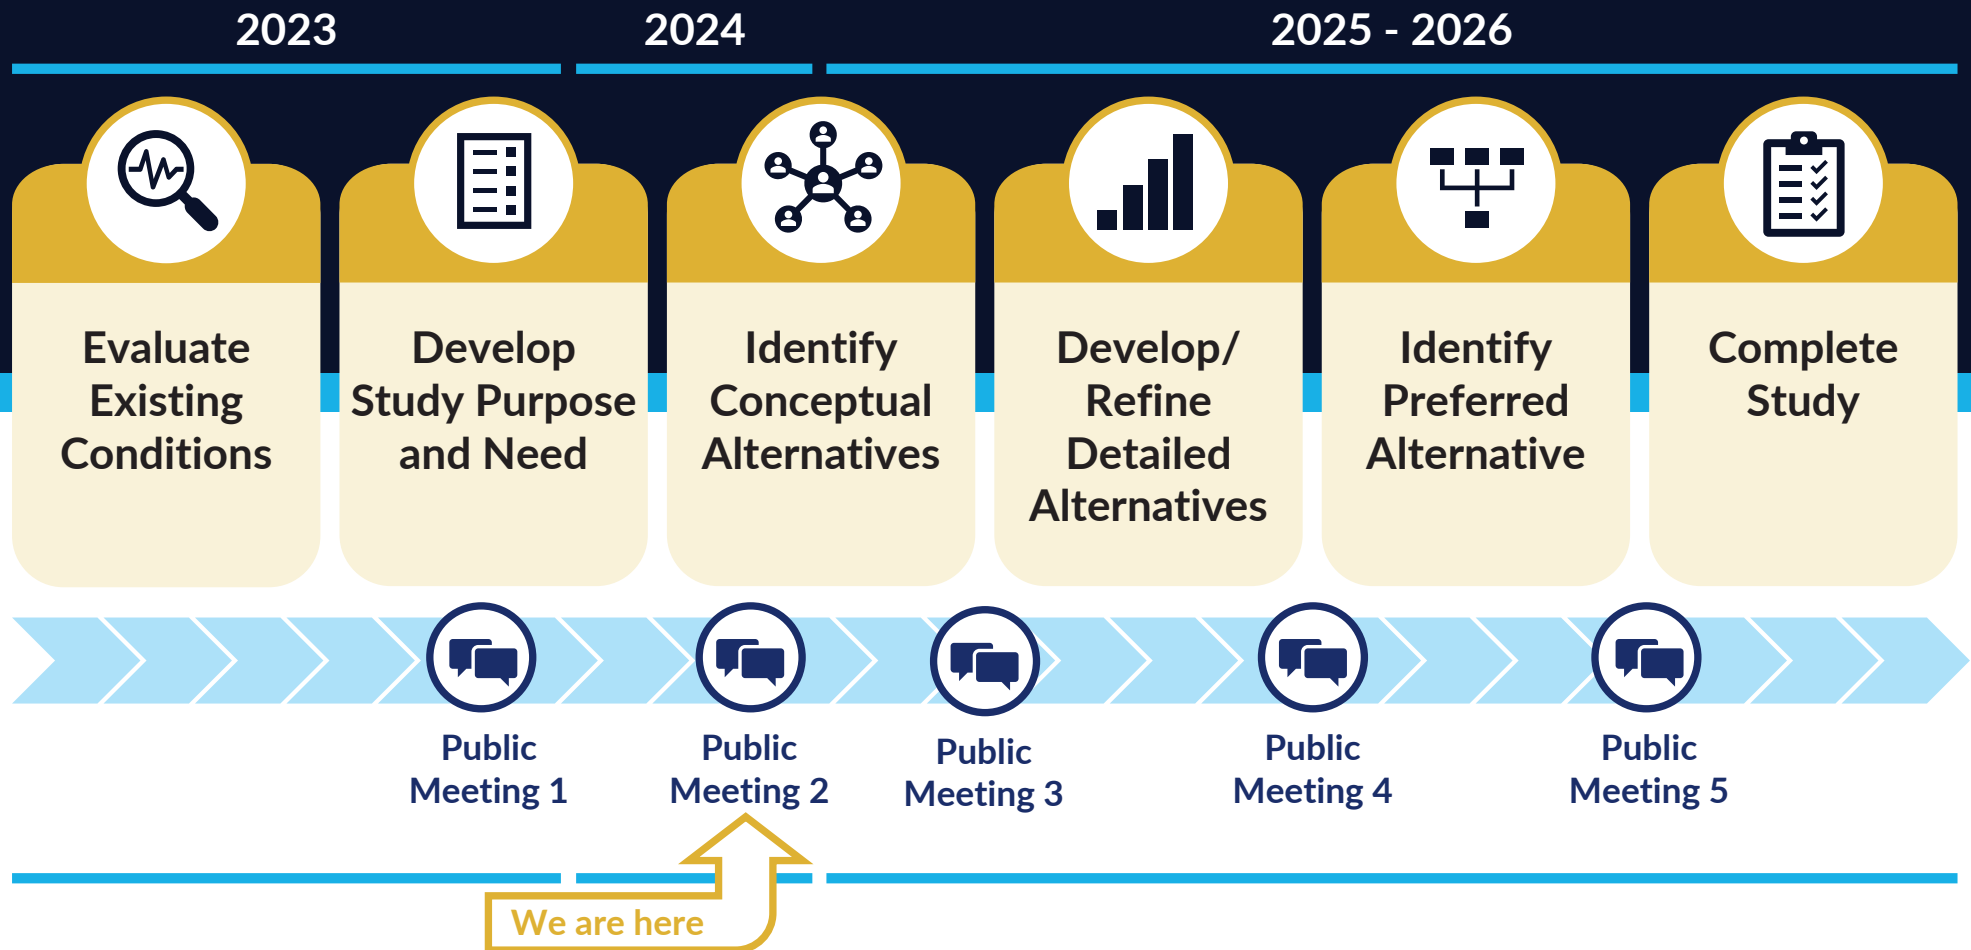 2023
2024
2025 - 2026
Evaluate
Existing
Conditions
Develop
Study Purpose
and Need
Identify
Conceptual
Alternatives
Develop/
Refine
Detailed
Alternatives
Identify
Preferred
Alternative
Complete
Study
Public
Meeting 1
Public
Meeting 2
Public
Meeting 3
Public
Meeting 4
Public
Meeting 5
We are here